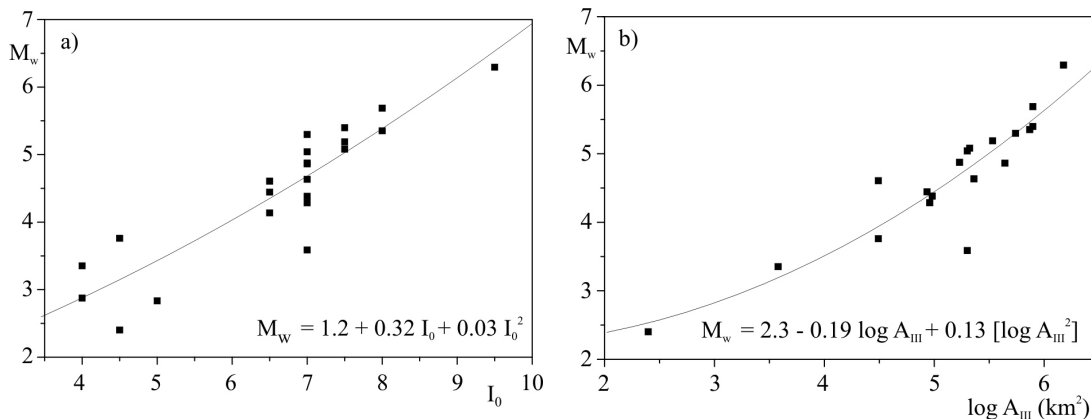 a)
M_w
7
6
5
4
3
2
M_w = 1.2 + 0.32 I_0 + 0.03 I_0^2
4 5 6 7 8 9 10
I_0
b)
M_w
7
6
5
4
3
2
M_w = 2.3 - 0.19 log A_III + 0.13 [log A_III^2]
2 3 4 5 6
log A_III (km^2)